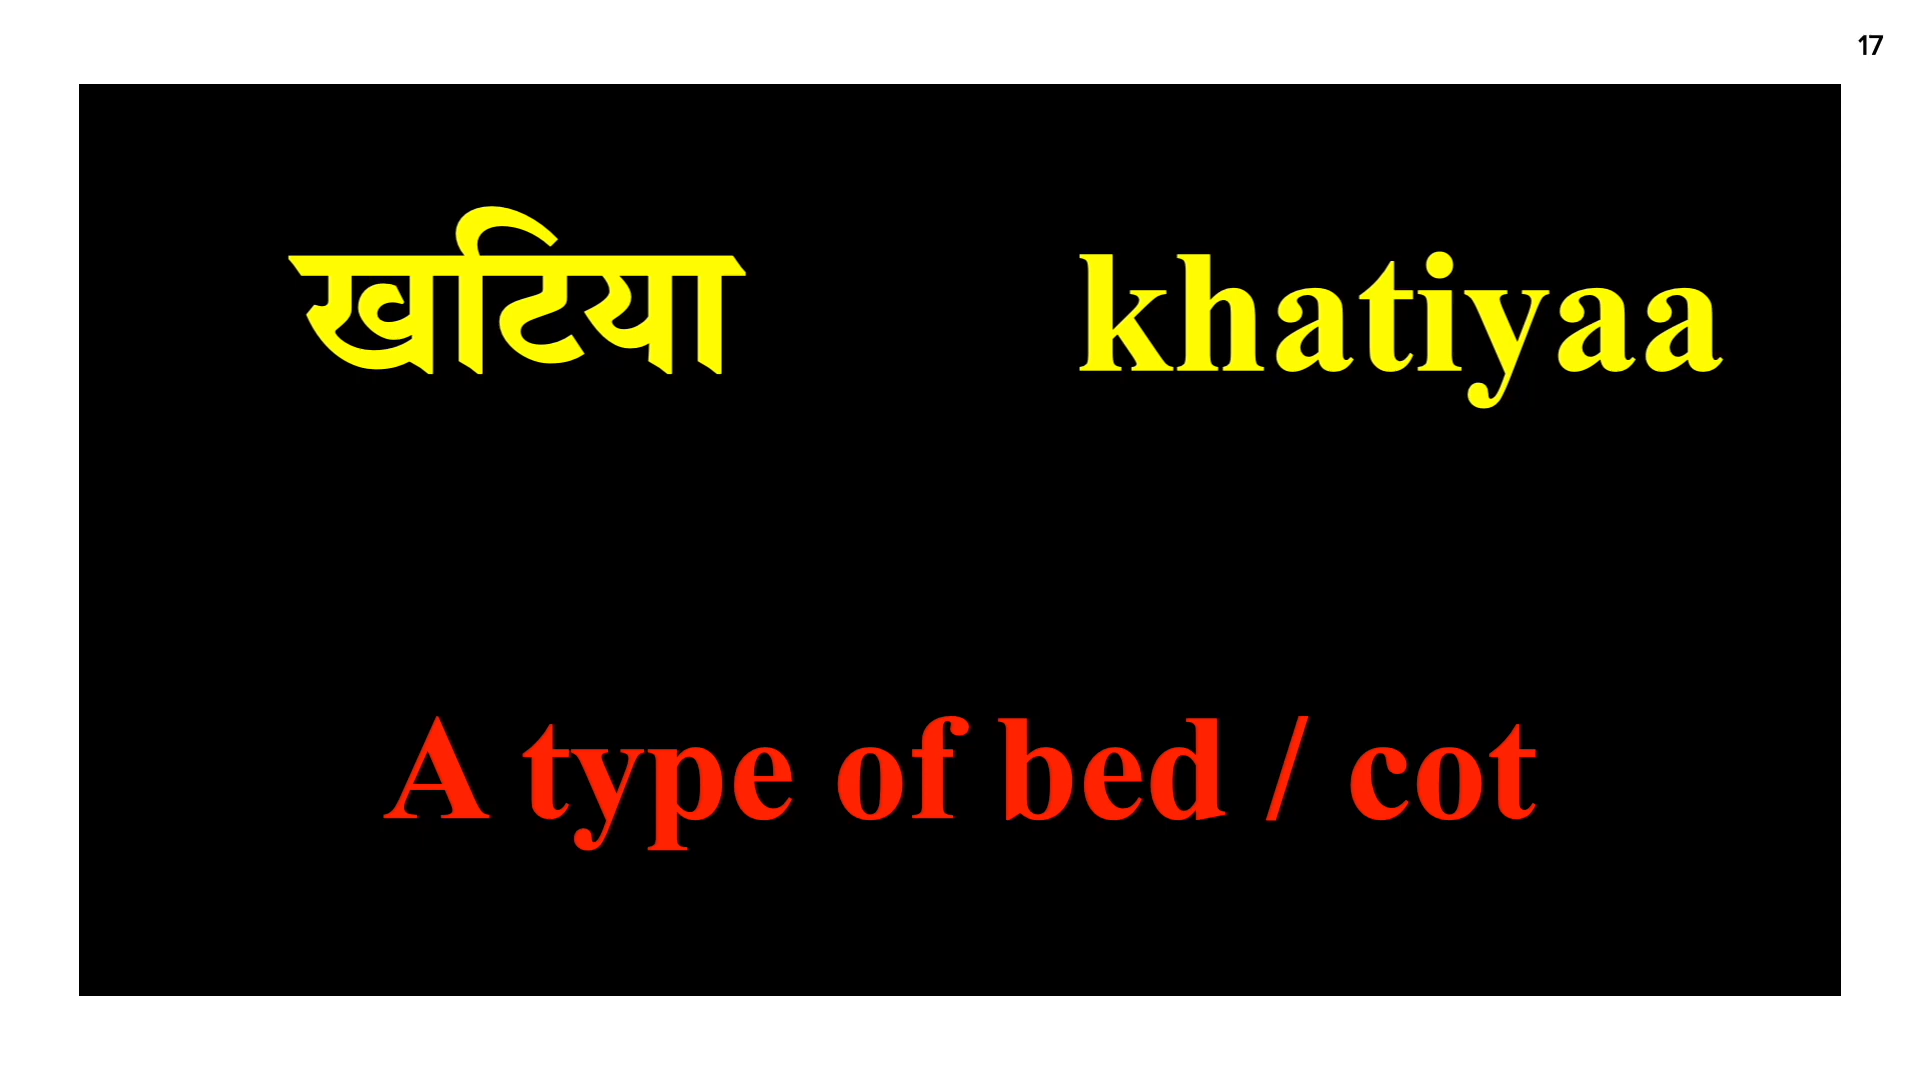 17
खटिया khatiyaa
A type of bed / cot